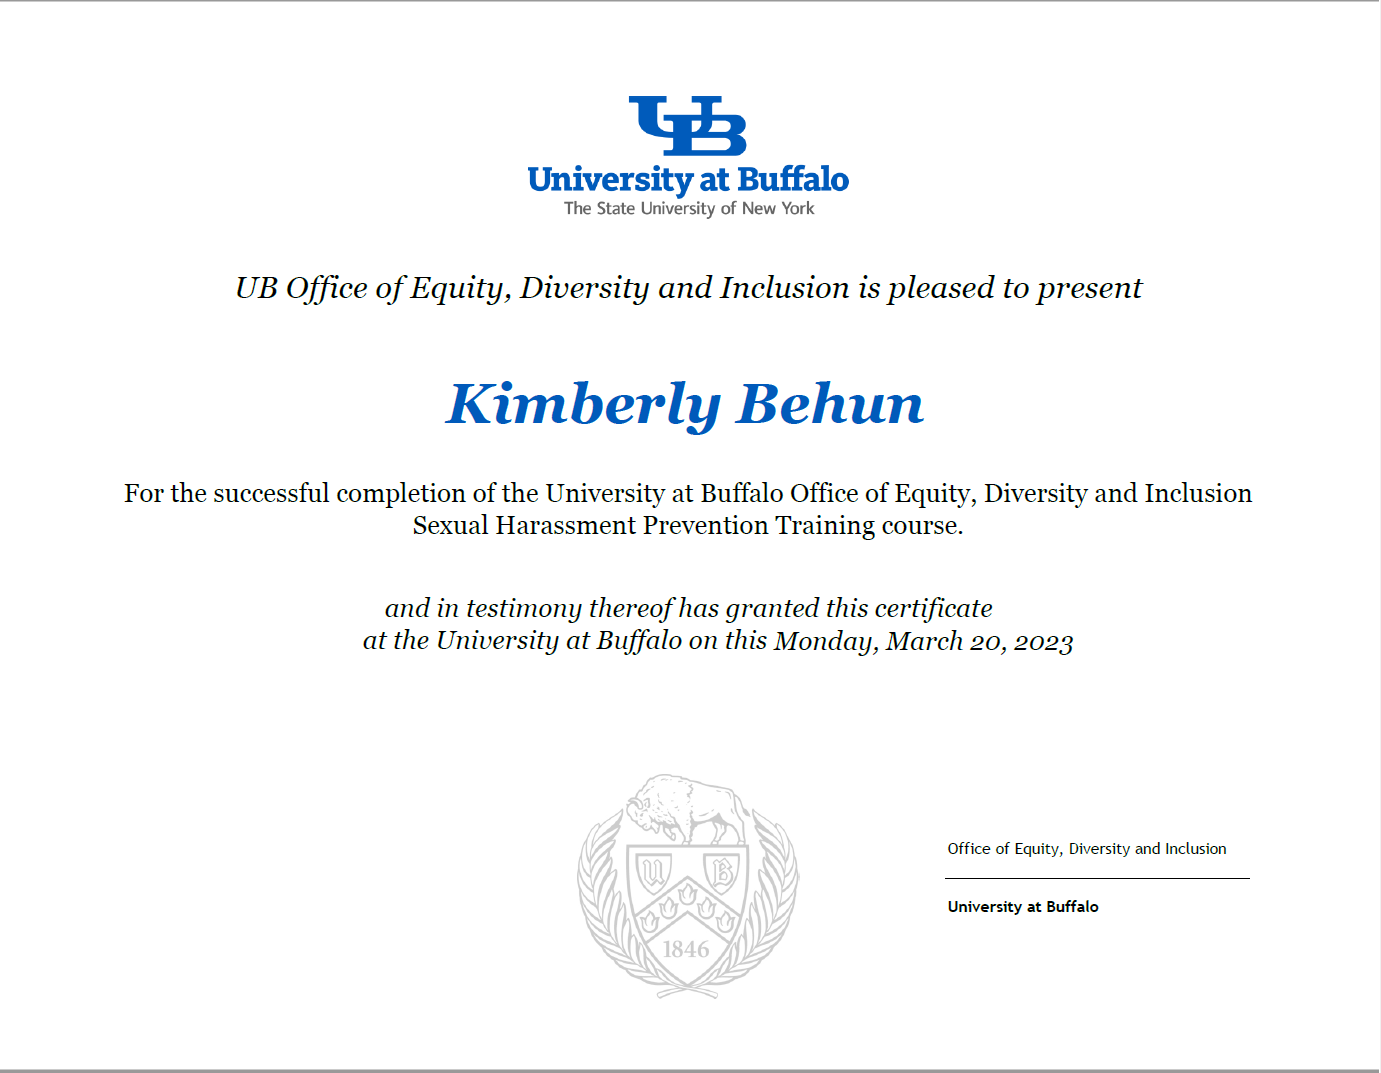 UB
University at Buffalo
The State University of New York
UB Office of Equity, Diversity and Inclusion is pleased to present
Kimberly Behun
For the successful completion of the University at Buffalo Office of Equity, Diversity and Inclusion
Sexual Harassment Prevention Training course.
and in testimony thereof has granted this certificate
at the University at Buffalo on this Monday, March 20, 2023
U B
1846
Office of Equity, Diversity and Inclusion
University at Buffalo